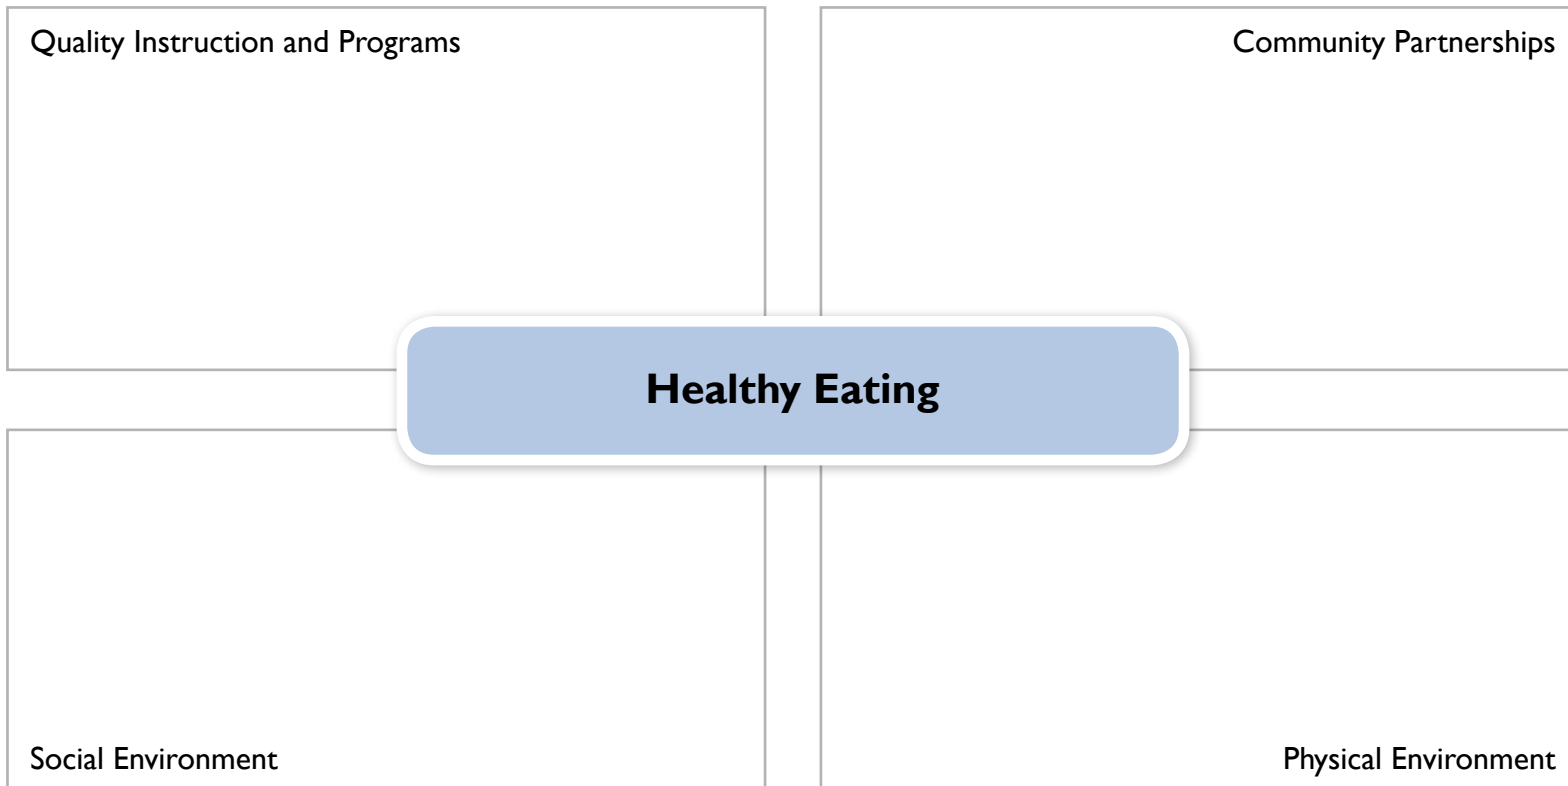 Quality Instruction and Programs
Community Partnerships
Healthy Eating
Social Environment
Physical Environment